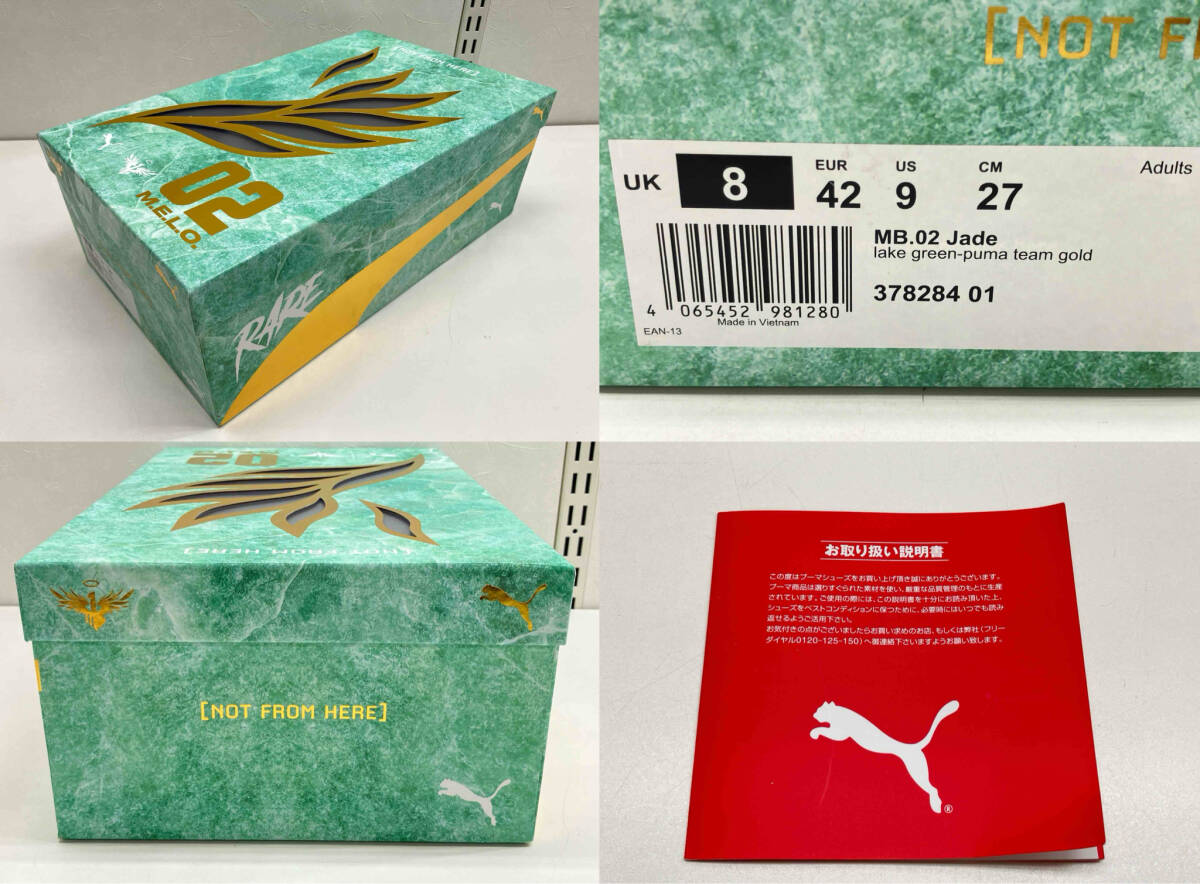 [NOT FROM HERE]
02
M.E.L.O.
RARE
[NOT F
UK 8 EUR 42 US 9 CM 27 Adults
MB.02 Jade
lake green-puma team gold
378284 01
4 065452 981280
EAN-13 Made in Vietnam
02
[NOT FROM HERE]
[NOT FROM HERE]
お取り扱い説明書
この度はプーマシューズをお買い上げ頂き誠にありがとうございます。
プーマ商品は選りすぐられた素材を使い、厳重な品質管理のもとに生産
されています。ご使用の際には、この説明書を十分にお読み頂いた上、
シューズをベストコンディションに保つために、必要時にはいつでも読み
返せるようご活用下さい。
お気付きの点がございましたらお買い求めのお店、もしくは弊社(フリー
ダイヤル0120-125-150)へ御連絡下さいますようお願い致します。
®